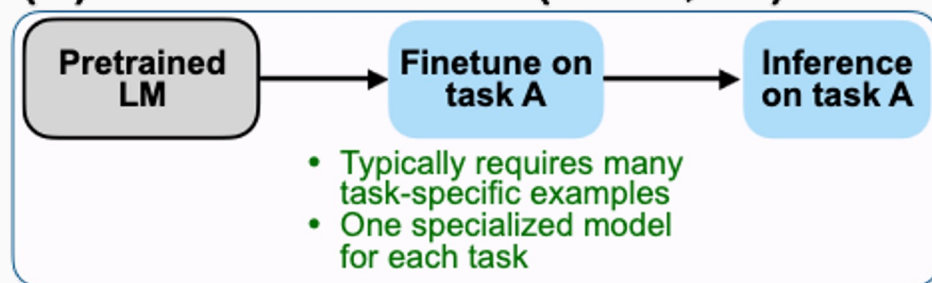 Pretrained
LM
Finetune on
task A
Inference
on task A
• Typically requires many
task-specific examples
• One specialized model
for each task